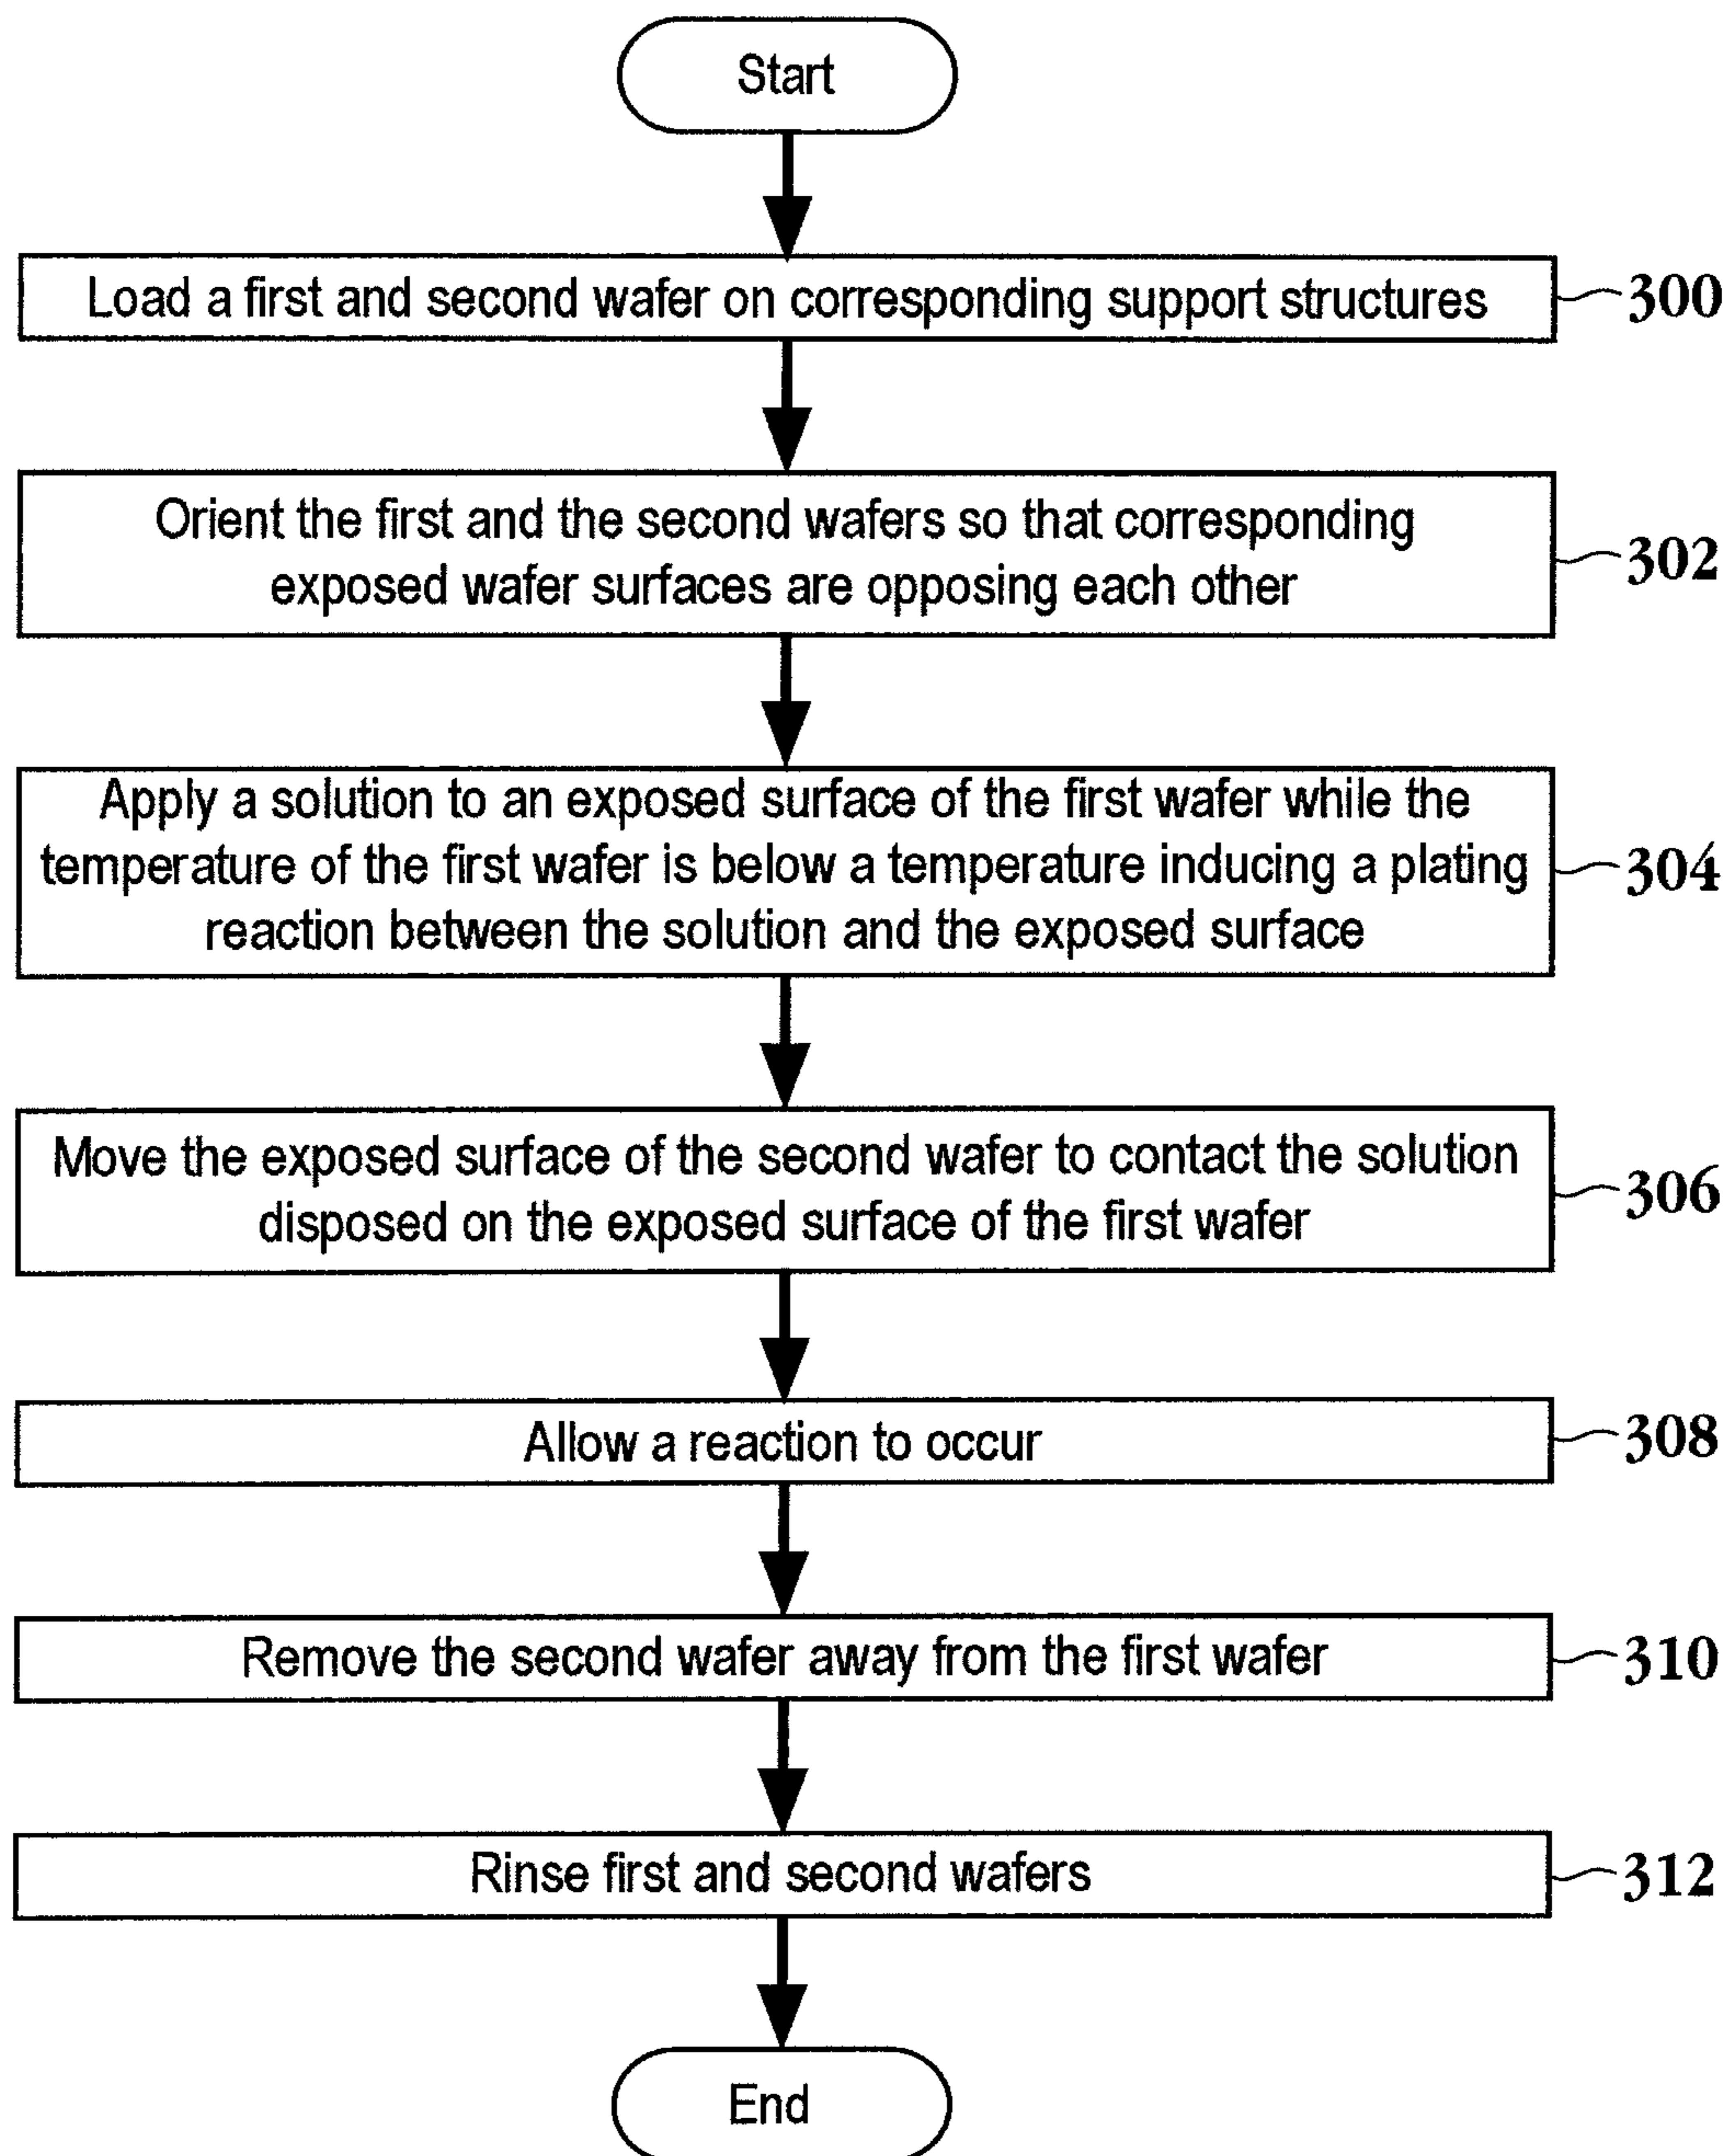 Start
Load a first and second wafer on corresponding support structures
300
Orient the first and the second wafers so that corresponding
exposed wafer surfaces are opposing each other
302
Apply a solution to an exposed surface of the first wafer while the
temperature of the first wafer is below a temperature inducing a plating
reaction between the solution and the exposed surface
304
Move the exposed surface of the second wafer to contact the solution
disposed on the exposed surface of the first wafer
306
Allow a reaction to occur
308
Remove the second wafer away from the first wafer
310
Rinse first and second wafers
312
End